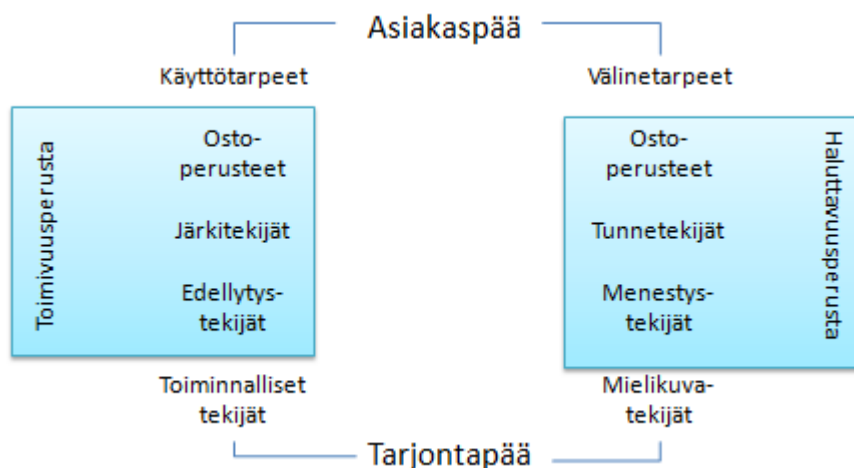 Asiakaspää
Käyttötarpeet
Välinetarpeet
Toimivuusperusta
Osto-
perusteet
Järkitekijät
Edellytys-
tekijät
Osto-
perusteet
Tunnetekijät
Menestys-
tekijät
Haluttavuusperusta
Toiminnalliset
tekijät
Mielikuva-
tekijät
Tarjontapää